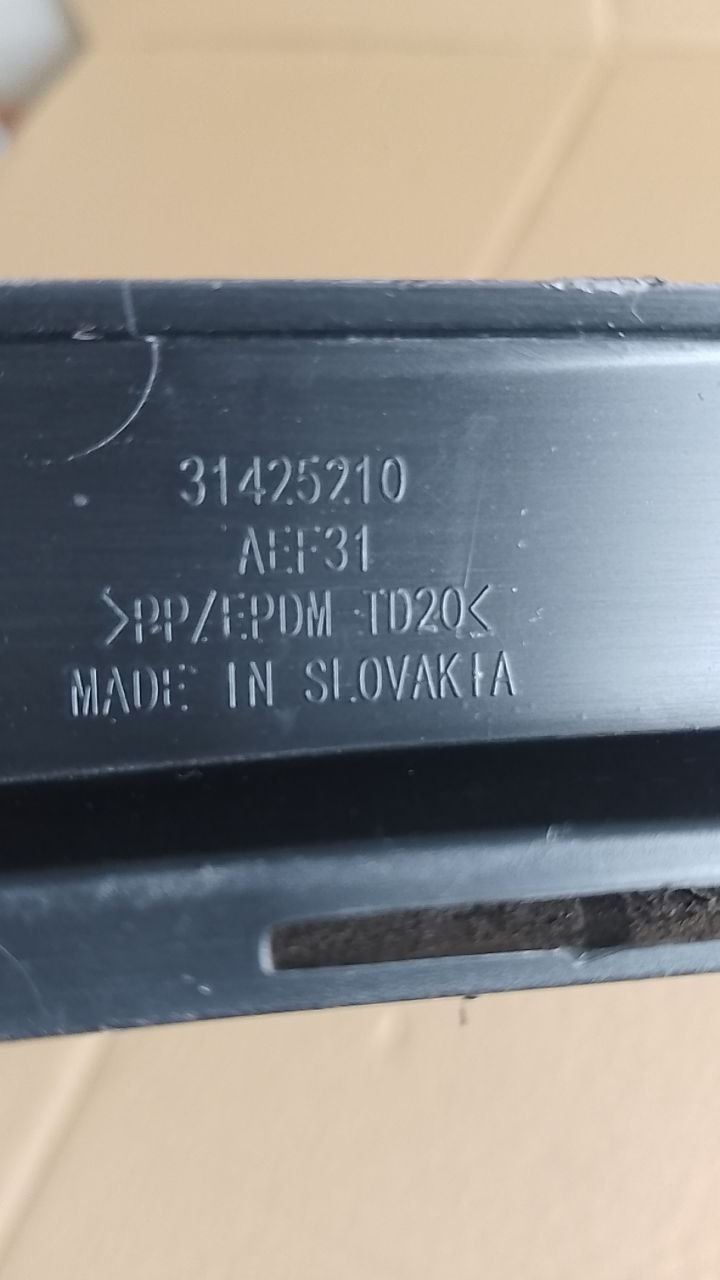 31425210
AEF31
>PP/EPDM TD20<
MADE IN SLOVAKIA